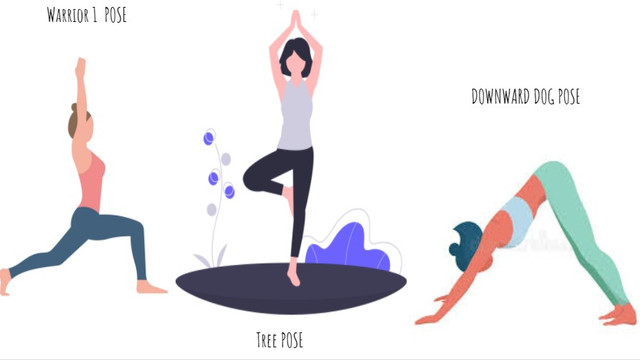 Warrior 1 POSE
DOWNWARD DOG POSE
Tree POSE